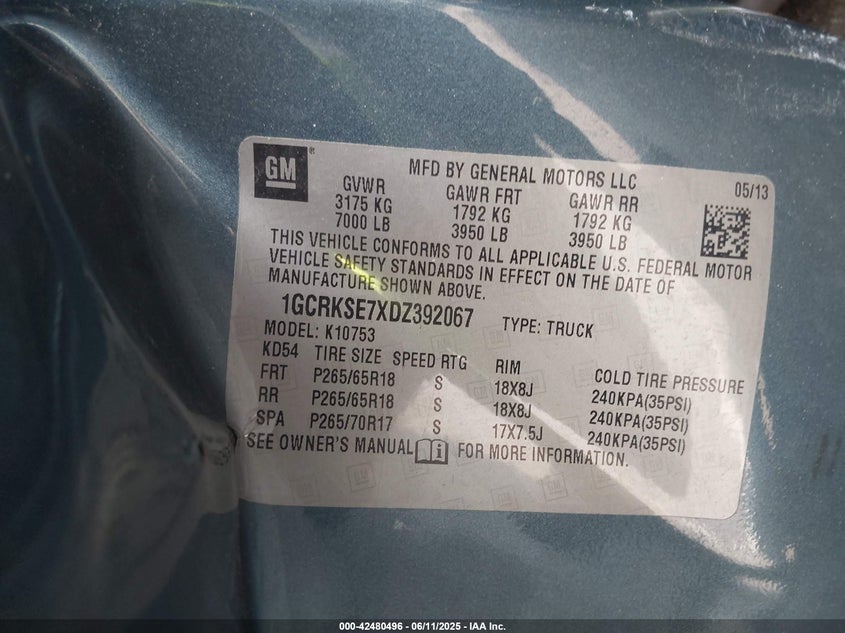 GM
MFD BY GENERAL MOTORS LLC
05/13
GVWR GAWR FRT GAWR RR
3175 KG 1792 KG 1792 KG
7000 LB 3950 LB 3950 LB
THIS VEHICLE CONFORMS TO ALL APPLICABLE U.S. FEDERAL MOTOR
VEHICLE SAFETY STANDARDS IN EFFECT ON THE DATE OF
MANUFACTURE SHOWN ABOVE.
1GCRKSE7XDZ392067 TYPE: TRUCK
MODEL: K10753
KD54 TIRE SIZE SPEED RTG RIM COLD TIRE PRESSURE
FRT P265/65R18 S 18X8J 240KPA(35PSI)
RR P265/65R18 S 18X8J 240KPA(35PSI)
SPA P265/70R17 S 17X7.5J 240KPA(35PSI)
SEE OWNER'S MANUAL i FOR MORE INFORMATION.
000-42480496 - 06/11/2025 - IAA Inc.